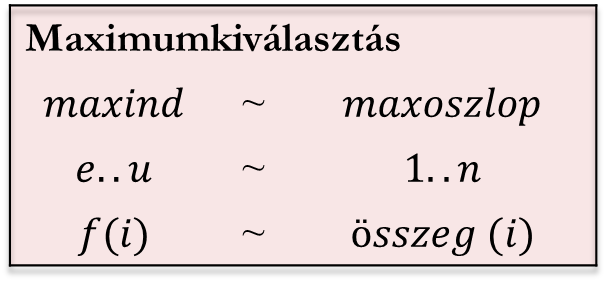 Maximumkiválasztás
maxind ~ maxoszlop
e..u ~ 1..n
f(i) ~ összeg (i)